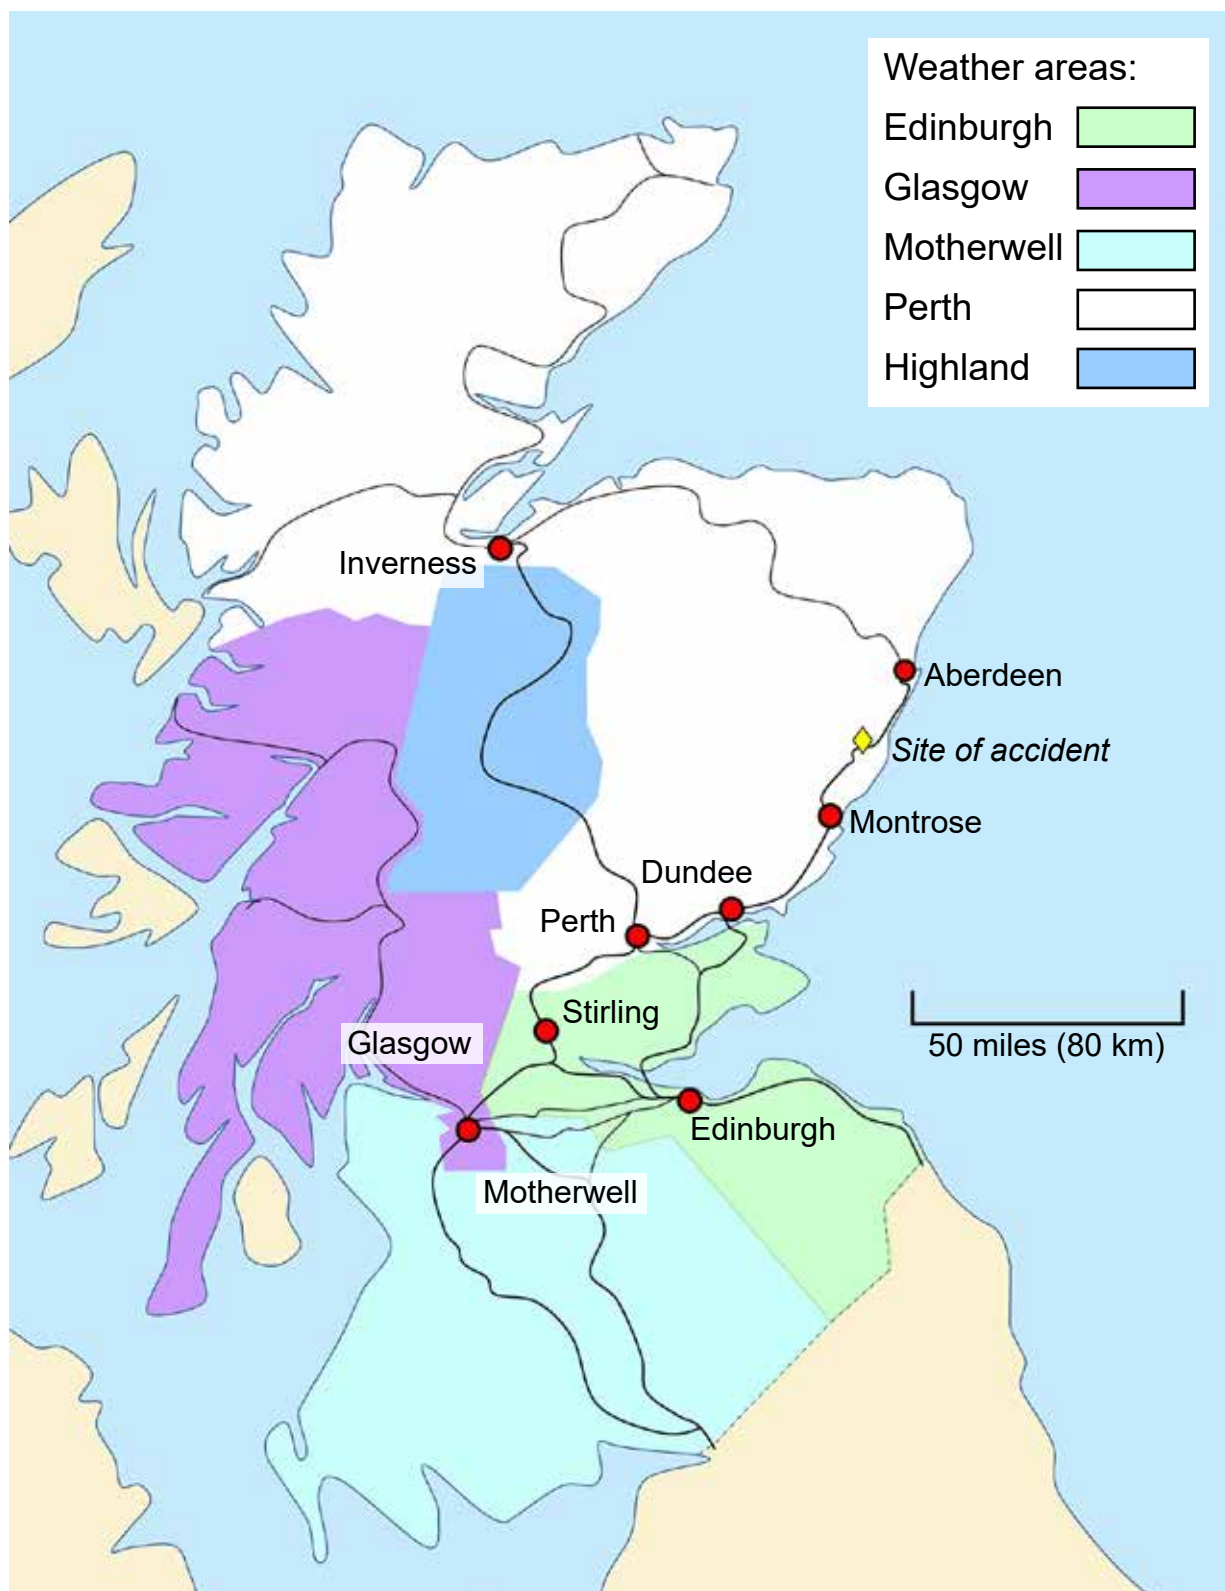 Weather areas:
Edinburgh
Glasgow
Motherwell
Perth
Highland
Inverness
Aberdeen
Site of accident
Montrose
Dundee
Perth
Stirling
Glasgow
50 miles (80 km)
Edinburgh
Motherwell